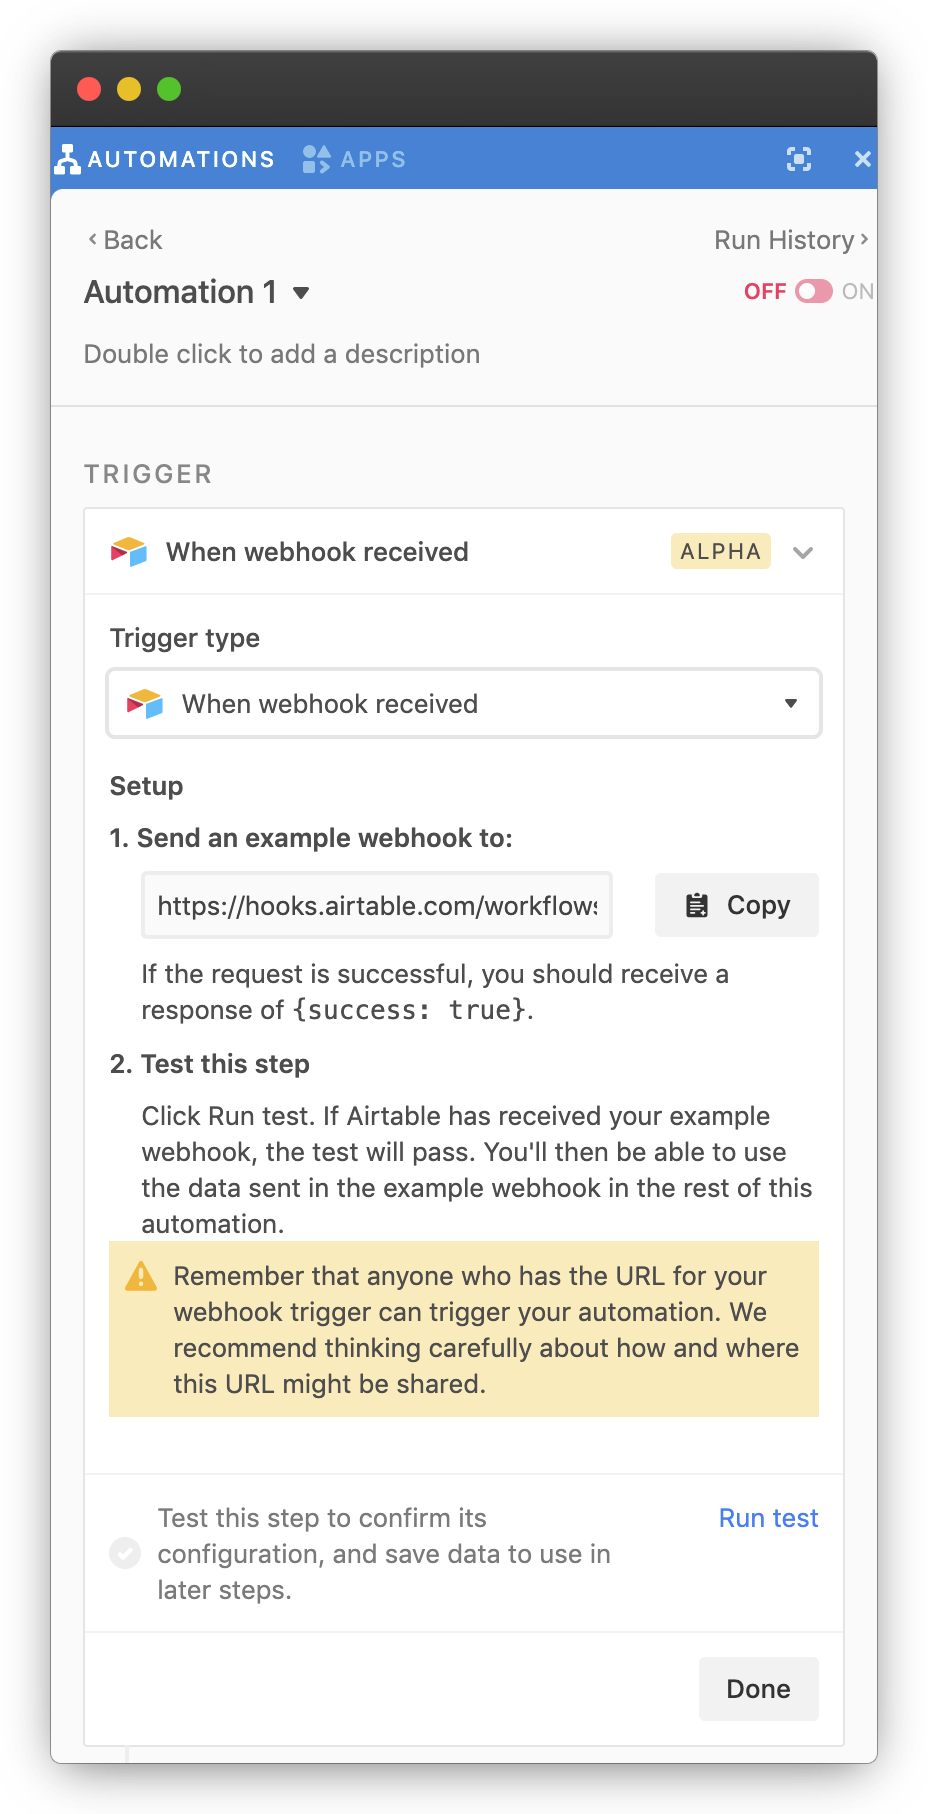 AUTOMATIONS APPS
Back Run History
Automation 1 OFF ON
Double click to add a description
TRIGGER
When webhook received ALPHA
Trigger type
When webhook received
Setup
1. Send an example webhook to:
https://hooks.airtable.com/workflows Copy
If the request is successful, you should receive a
response of {success: true}.
2. Test this step
Click Run test. If Airtable has received your example
webhook, the test will pass. You'll then be able to use
the data sent in the example webhook in the rest of this
automation.
Remember that anyone who has the URL for your
webhook trigger can trigger your automation. We
recommend thinking carefully about how and where
this URL might be shared.
Test this step to confirm its Run test
configuration, and save data to use in
later steps.
Done